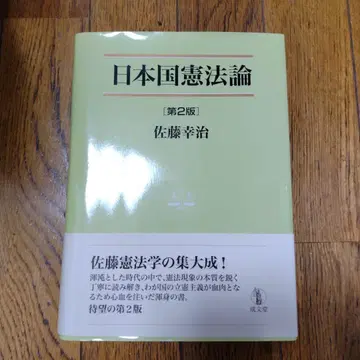 日本国憲法論
[第2版]
佐藤幸治
佐藤憲法学の集大成!
渾沌とした時代の中で、憲法現象の本質を鋭く
丁寧に読み解き、わが国の立憲主義が血肉とな
るため心血を注いだ渾身の書。
待望の第2版
成文堂